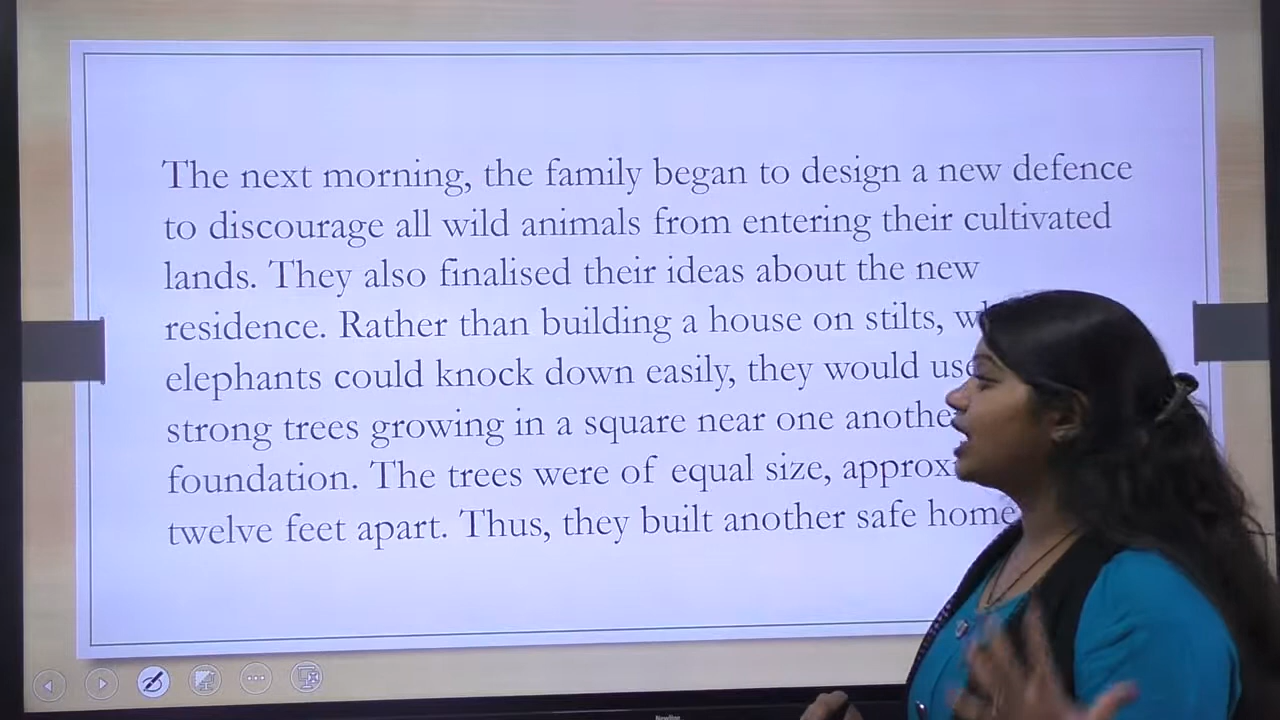 The next morning, the family began to design a new defence
to discourage all wild animals from entering their cultivated
lands. They also finalised their ideas about the new
residence. Rather than building a house on stilts,
elephants could knock down easily, they would use
strong trees growing in a square near one
foundation. The trees were of equal size,
twelve feet apart. Thus, they built another safe home
Newline